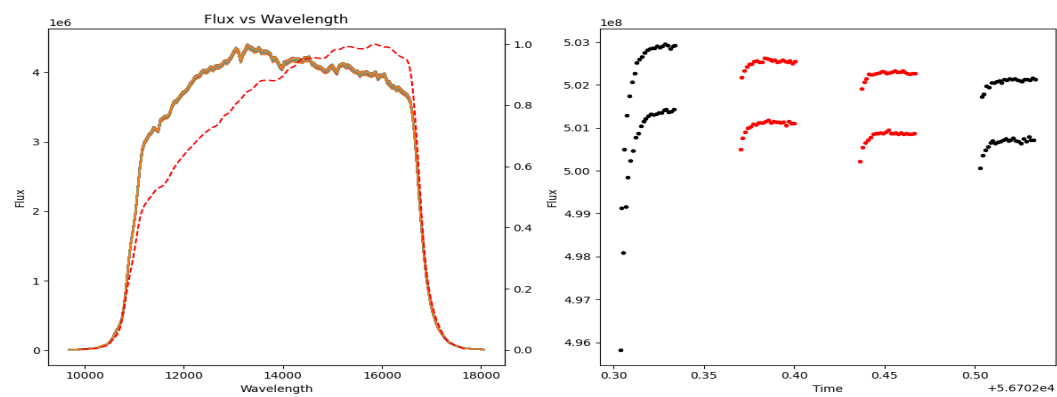 Flux vs Wavelength
1e6
4
3
2
1
0
Flux
1.0
0.8
0.6
0.4
0.2
0.0
10000 12000 14000 16000 18000
Wavelength
1e8
5.03
5.02
5.01
5.00
4.99
4.98
4.97
4.96
Flux
0.30 0.35 0.40 0.45 0.50
Time
+5.6702e4